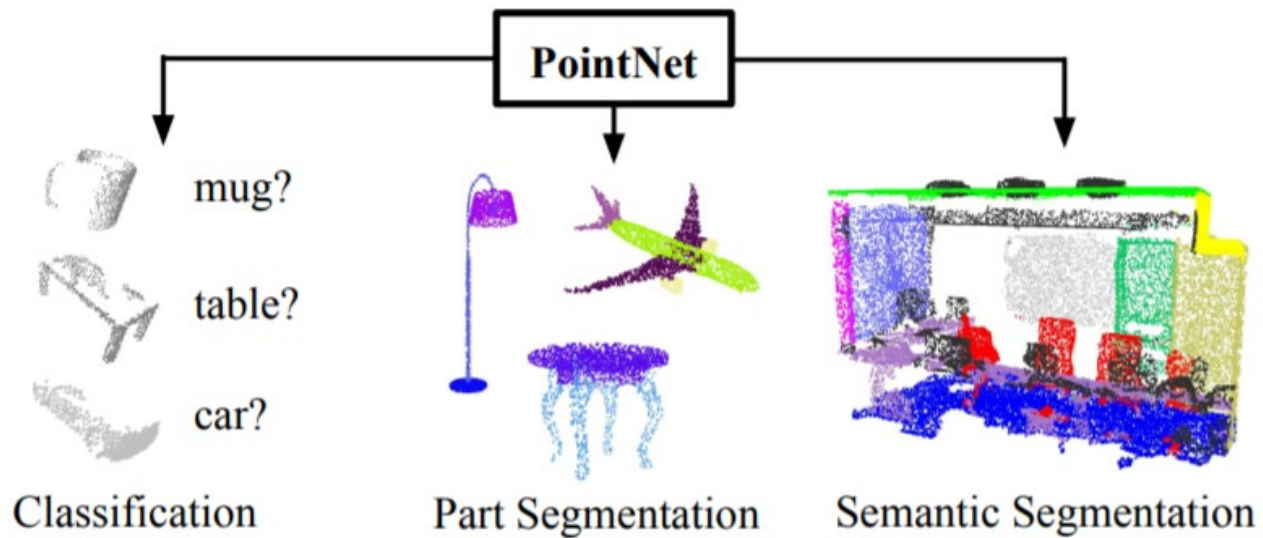 PointNet
mug?
table?
car?
Classification
Part Segmentation
Semantic Segmentation